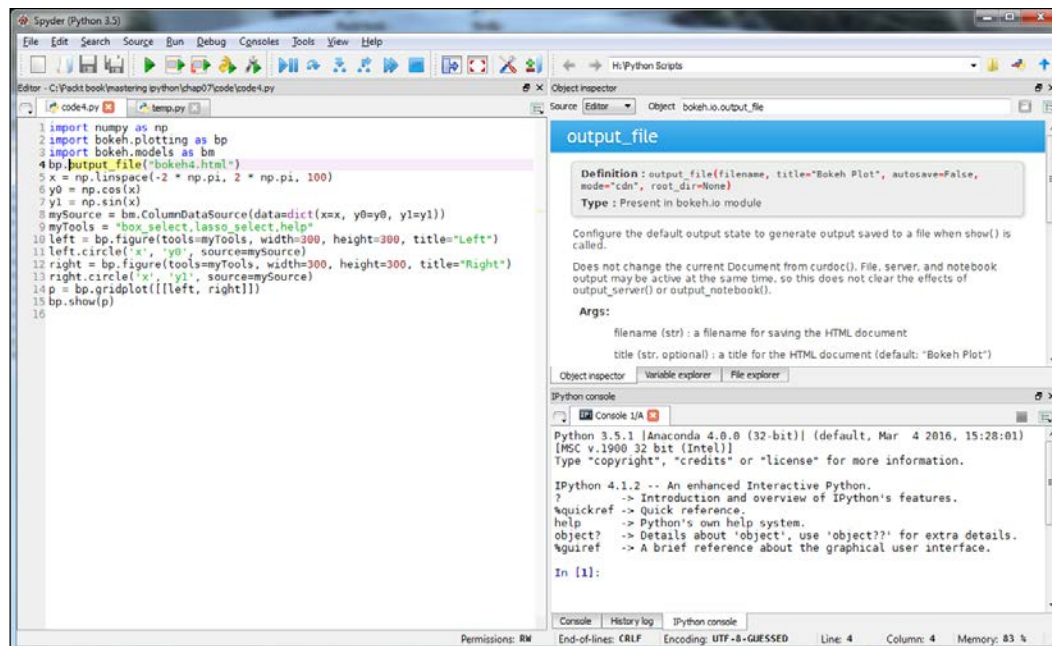 Spyder (Python 3.5)
File Edit Search Source Run Debug Consoles Tools View Help
H:\Python Scripts
Editor - C:\Packt book\mastering ipython\chap07\code\code4.py
code4.py temp.py
1 import numpy as np
2 import bokeh.plotting as bp
3 import bokeh.models as bm
4 bp.output_file("bokeh4.html")
5 x = np.linspace(-2 * np.pi, 2 * np.pi, 100)
6 y0 = np.cos(x)
7 y1 = np.sin(x)
8 mySource = bm.ColumnDataSource(data=dict(x=x, y0=y0, y1=y1))
9 myTools = "box_select,lasso_select,help"
10 left = bp.figure(tools=myTools, width=300, height=300, title="Left")
11 left.circle('x', 'y0', source=mySource)
12 right = bp.figure(tools=myTools, width=300, height=300, title="Right")
13 right.circle('x', 'y1', source=mySource)
14 p = bp.gridplot([[left, right]])
15 bp.show(p)
16
Object inspector
Source Editor Object bokeh.io.output_file
output_file
Definition : output_file(filename, title="Bokeh Plot", autosave=False,
mode="cdn", root_dir=None)
Type : Present in bokeh.io module
Configure the default output state to generate output saved to a file when show() is
called.
Does not change the current Document from curdoc(). File, server, and notebook
output may be active at the same time, so this does not clear the effects of
output_server() or output_notebook().
Args:
filename (str) : a filename for saving the HTML document
title (str, optional) : a title for the HTML document (default: "Bokeh Plot")
Object inspector Variable explorer File explorer
IPython console
Console 1/A
Python 3.5.1 |Anaconda 4.0.0 (32-bit)| (default, Mar 4 2016, 15:28:01)
[MSC v.1900 32 bit (Intel)]
Type "copyright", "credits" or "license" for more information.
IPython 4.1.2 -- An enhanced Interactive Python.
? -> Introduction and overview of IPython's features.
%quickref -> Quick reference.
help -> Python's own help system.
object? -> Details about 'object', use 'object??' for extra details.
%guiref -> A brief reference about the graphical user interface.
In [1]:
Console History log IPython console
Permissions: RW End-of-lines: CRLF Encoding: UTF-8-GUESSED Line: 4 Column: 4 Memory: 83 %